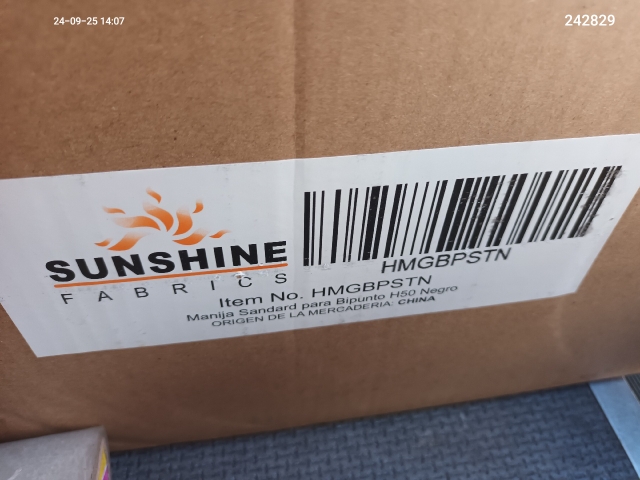 24-09-25 14:07
242829
SUNSHINE
FABRICS
HMGBPSTN
Item No. HMGBPSTN
Manija Sandard para Bipunto H50 Negro
ORIGEN DE LA MERCADERIA: CHINA